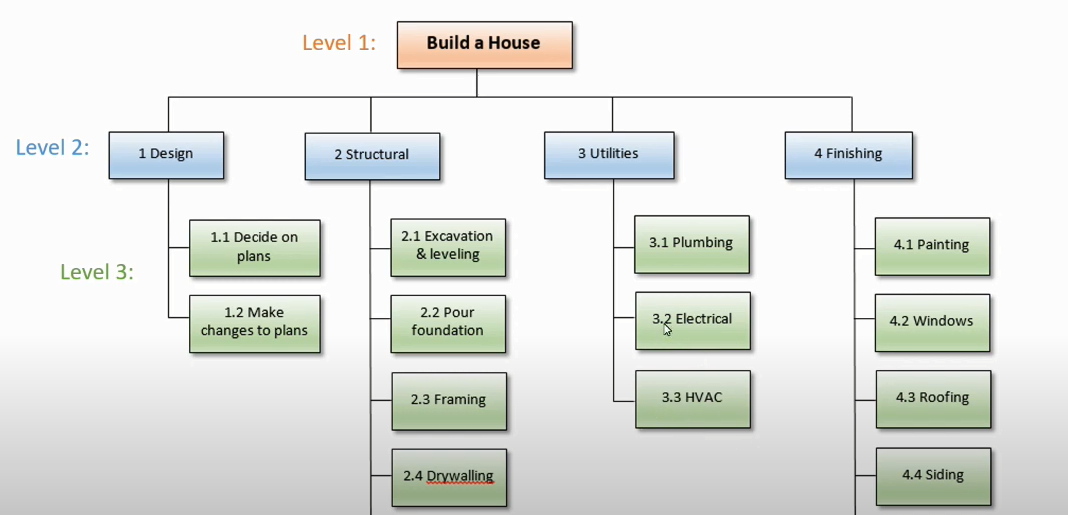 Level 1:
Build a House
Level 2:
1 Design
2 Structural
3 Utilities
4 Finishing
Level 3:
1.1 Decide on
plans
1.2 Make
changes to plans
2.1 Excavation
& leveling
2.2 Pour
foundation
2.3 Framing
2.4 Drywalling
3.1 Plumbing
3.2 Electrical
3.3 HVAC
4.1 Painting
4.2 Windows
4.3 Roofing
4.4 Siding